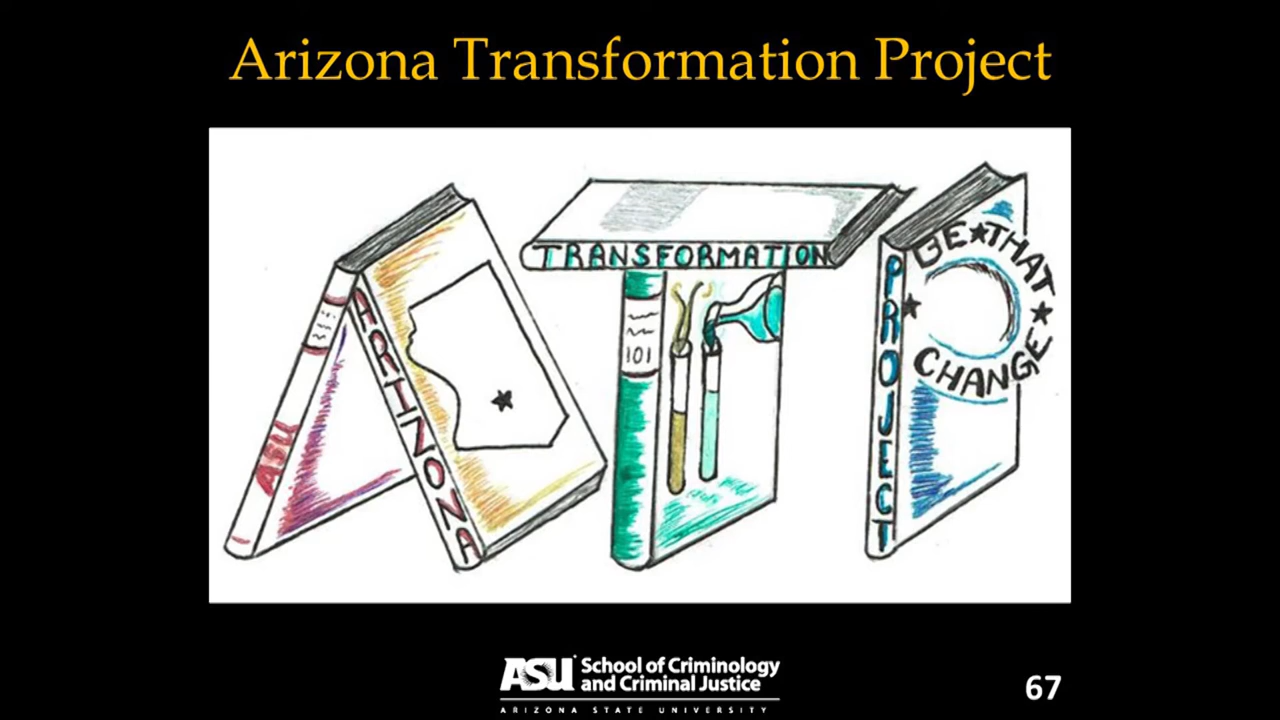 Arizona Transformation Project
ASU
ARIZONA
TRANSFORMATION
101
PROJECT
BE★THAT
★ ★
CHANGE
ASU School of Criminology
and Criminal Justice
ARIZONA STATE UNIVERSITY
67